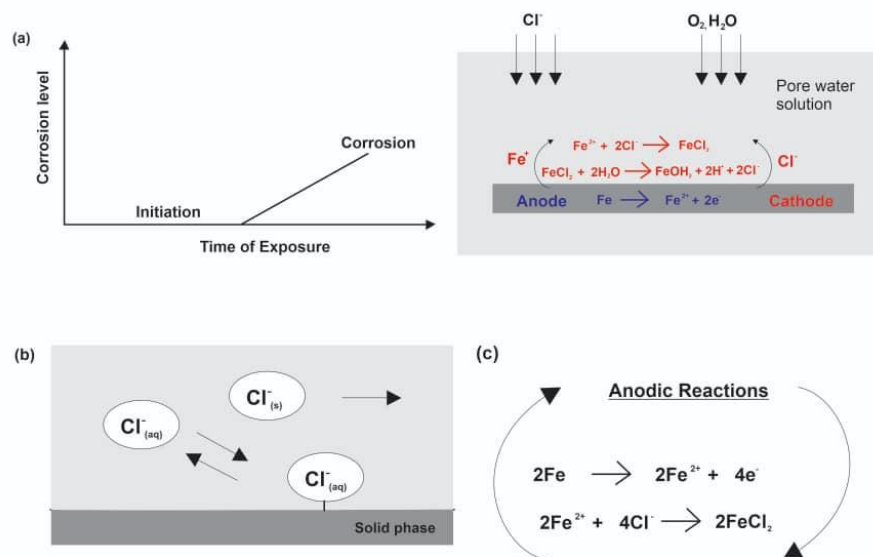 (a)
Corrosion level
Initiation
Corrosion
Time of Exposure
Cl⁻
O₂, H₂O
Pore water
solution
Fe⁺
Fe²⁺ + 2Cl⁻ → FeCl₂
FeCl₂ + 2H₂O → FeOH₂ + 2H⁺ + 2Cl⁻
Cl⁻
Anode Fe → Fe²⁺ + 2e⁻ Cathode
(b)
Cl⁻(aq)
Cl⁻(s)
Cl⁻(aq)
Solid phase
(c)
Anodic Reactions
2Fe → 2Fe²⁺ + 4e⁻
2Fe²⁺ + 4Cl⁻ → 2FeCl₂